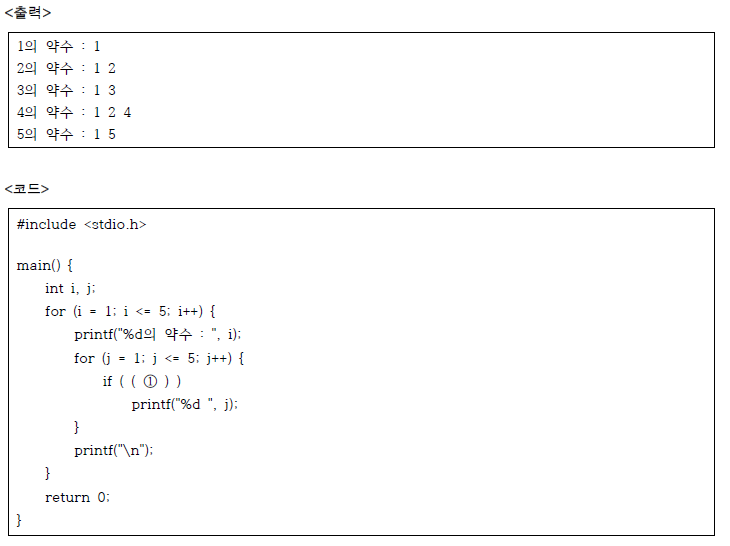 <출력>
1의 약수 : 1
2의 약수 : 1 2
3의 약수 : 1 3
4의 약수 : 1 2 4
5의 약수 : 1 5
<코드>
#include <stdio.h>
main() {
int i, j;
for (i = 1; i <= 5; i++) {
printf("%d의 약수 : ", i);
for (j = 1; j <= 5; j++) {
if ( ( ① ) )
printf("%d ", j);
}
printf("\n");
}
return 0;
}